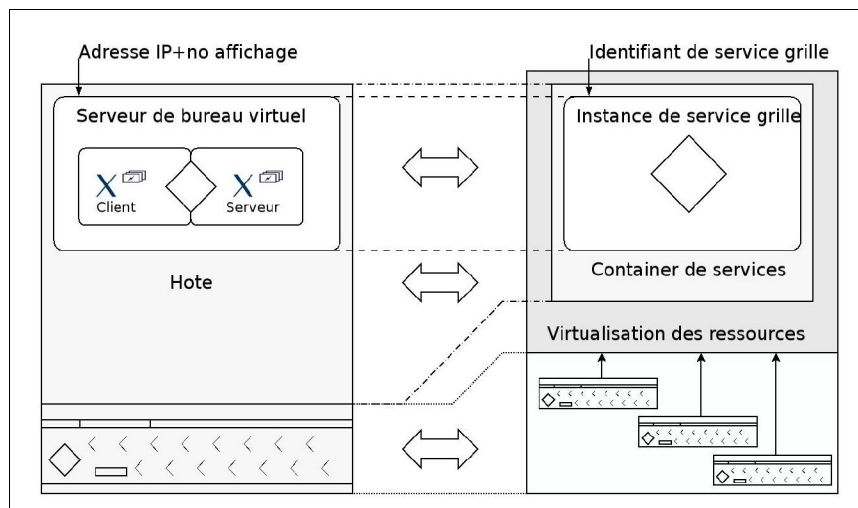 Adresse IP+no affichage
Serveur de bureau virtuel
X
Client
X
Serveur
Hote
Identifiant de service grille
Instance de service grille
Container de services
Virtualisation des ressources